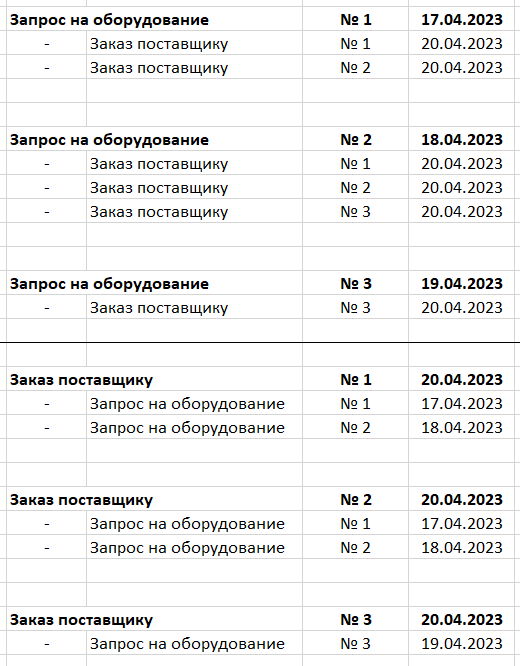 Запрос на оборудование № 1 17.04.2023
- Заказ поставщику № 1 20.04.2023
- Заказ поставщику № 2 20.04.2023
Запрос на оборудование № 2 18.04.2023
- Заказ поставщику № 1 20.04.2023
- Заказ поставщику № 2 20.04.2023
- Заказ поставщику № 3 20.04.2023
Запрос на оборудование № 3 19.04.2023
- Заказ поставщику № 3 20.04.2023
Заказ поставщику № 1 20.04.2023
- Запрос на оборудование № 1 17.04.2023
- Запрос на оборудование № 2 18.04.2023
Заказ поставщику № 2 20.04.2023
- Запрос на оборудование № 1 17.04.2023
- Запрос на оборудование № 2 18.04.2023
Заказ поставщику № 3 20.04.2023
- Запрос на оборудование № 3 19.04.2023